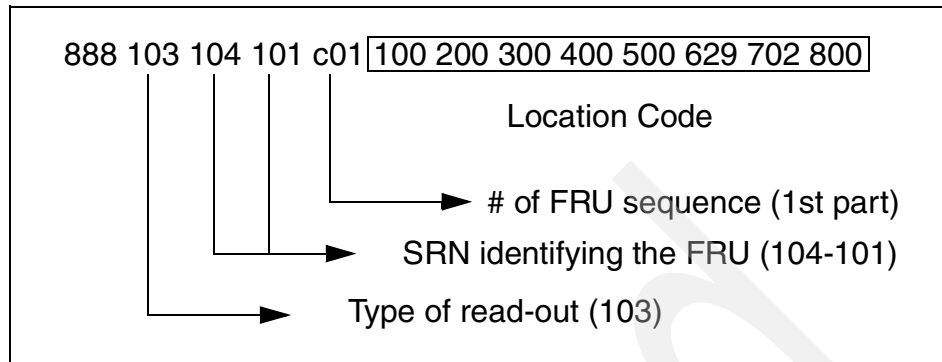 888 103 104 101 c01 100 200 300 400 500 629 702 800
Location Code
# of FRU sequence (1st part)
SRN identifying the FRU (104-101)
Type of read-out (103)